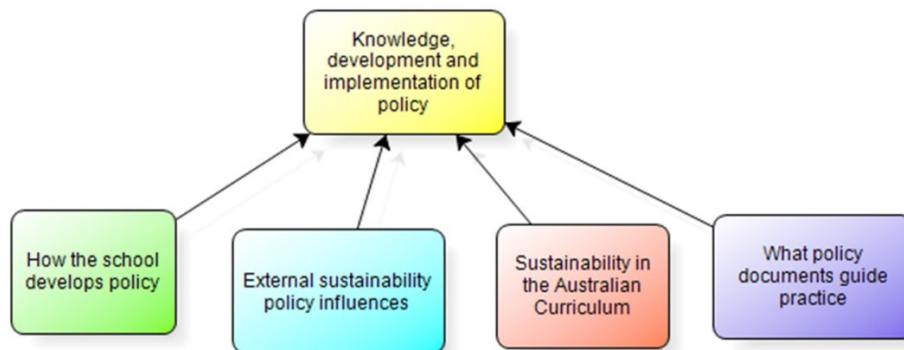 Knowledge,
development and
implementation of
policy
How the school
develops policy
External sustainability
policy influences
Sustainability in
the Australian
Curriculum
What policy
documents guide
practice